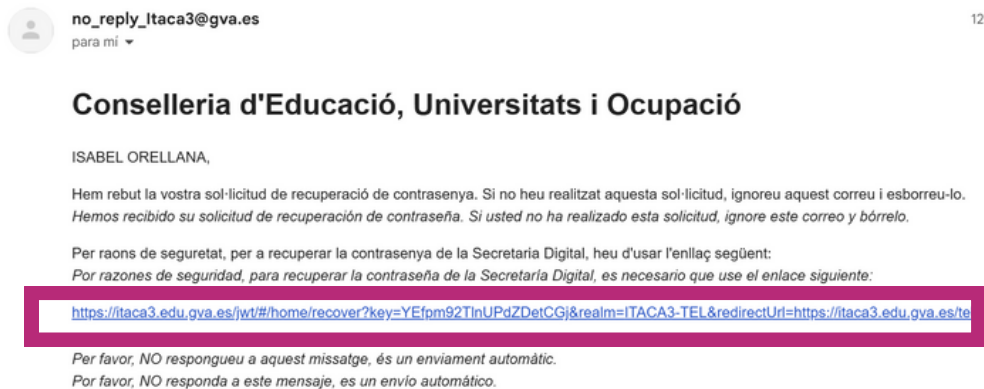 no_reply_Itaca3@gva.es
12
para mí
Conselleria d'Educació, Universitats i Ocupació
ISABEL ORELLANA,
Hem rebut la vostra sol·licitud de recuperació de contrasenya. Si no heu realitzat aquesta sol·licitud, ignoreu aquest correu i esborreu-lo.
Hemos recibido su solicitud de recuperación de contraseña. Si usted no ha realizado esta solicitud, ignore este correo y bórrelo.
Per raons de seguretat, per a recuperar la contrasenya de la Secretaria Digital, heu d'usar l'enllaç següent:
Por razones de seguridad, para recuperar la contraseña de la Secretaría Digital, es necesario que use el enlace siguiente:
https://itaca3.edu.gva.es/jwt/#/home/recover?key=YEfpm92TlnUPdZDetCGj&realm=ITACA3-TEL&redirectUrl=https://itaca3.edu.gva.es/te
Per favor, NO respongueu a aquest missatge, és un enviament automàtic.
Por favor, NO responda a este mensaje, es un envío automático.